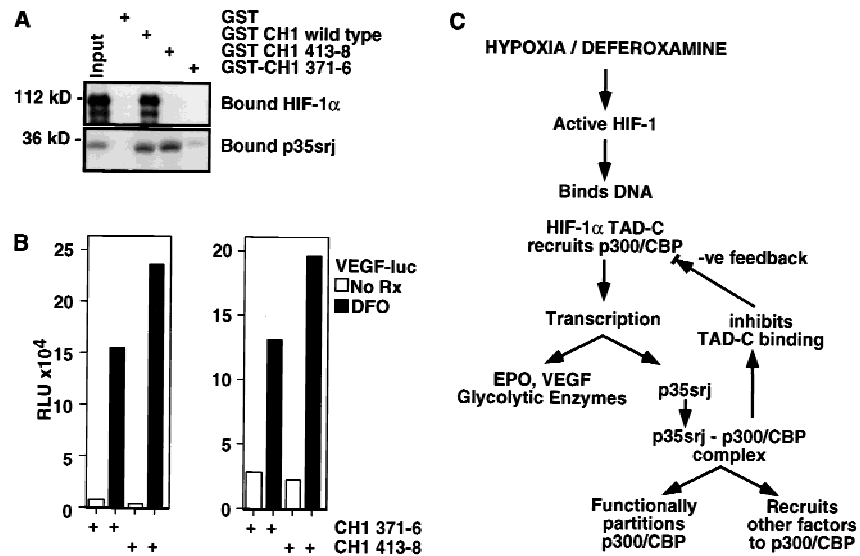 A
GST
GST CH1 wild type
GST CH1 413-8
GST-CH1 371-6
+
+
+
+
Input
112 kD -
Bound HIF-1α
36 kD -
Bound p35srj
B
RLU x10⁴
25
20
15
10
5
0
20
15
10
5
0
VEGF-luc
No Rx
DFO
+ + + + CH1 371-6
+ + + + CH1 413-8
C
HYPOXIA / DEFEROXAMINE
Active HIF-1
Binds DNA
HIF-1α TAD-C
recruits p300/CBP
-ve feedback
Transcription
inhibits
TAD-C binding
EPO, VEGF
Glycolytic Enzymes
p35srj
p35srj - p300/CBP
complex
Functionally
partitions
p300/CBP
Recruits
other factors
to p300/CBP